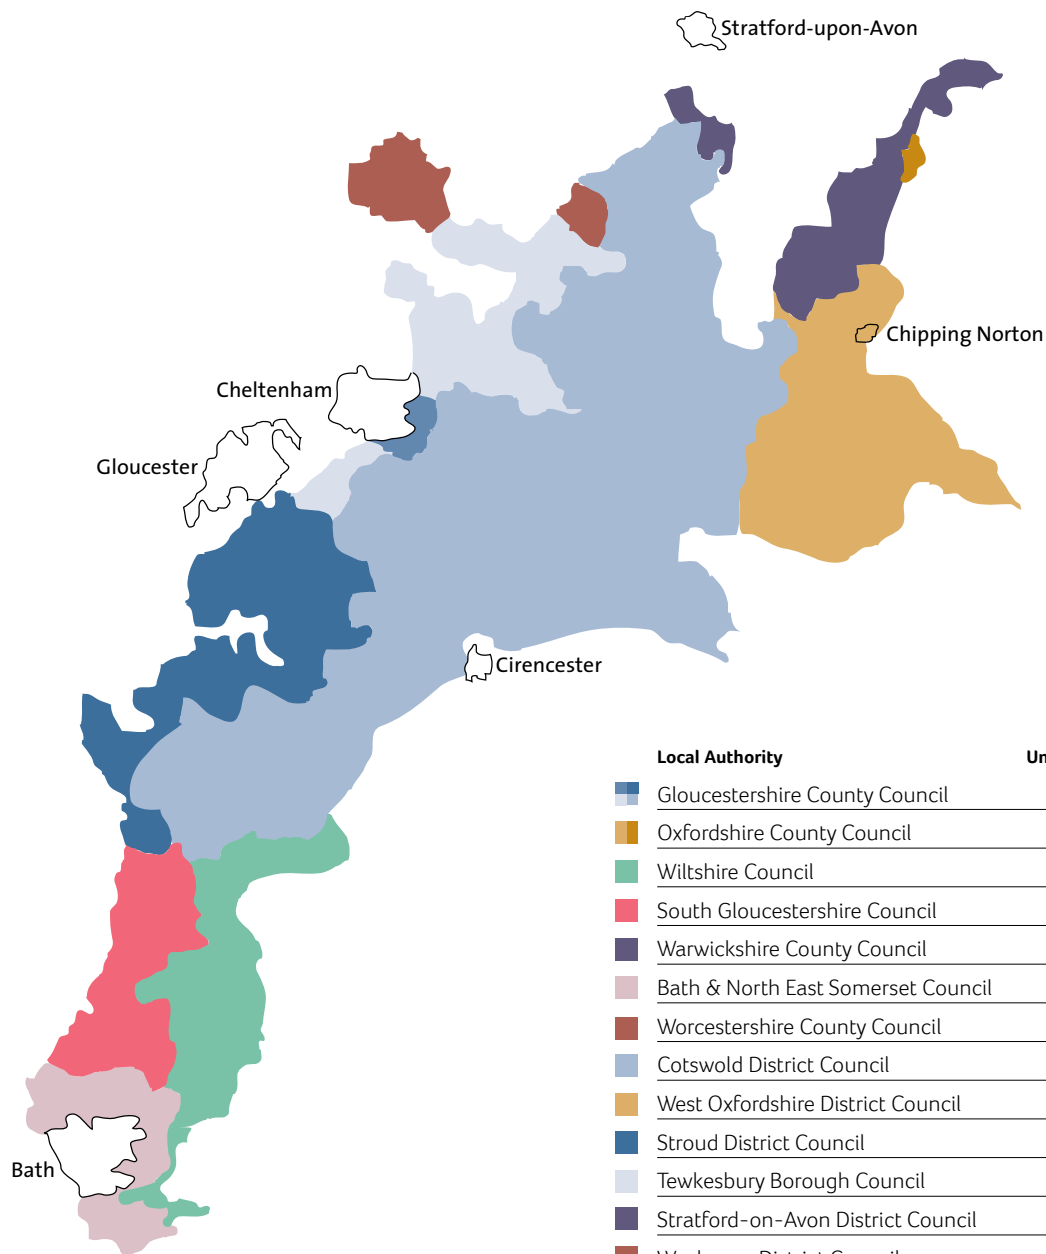 Stratford-upon-Avon
Chipping Norton
Cheltenham
Gloucester
Cirencester
Bath
Local Authority
Gloucestershire County Council
Oxfordshire County Council
Wiltshire Council
South Gloucestershire Council
Warwickshire County Council
Bath & North East Somerset Council
Worcestershire County Council
Cotswold District Council
West Oxfordshire District Council
Stroud District Council
Tewkesbury Borough Council
Stratford-on-Avon District Council